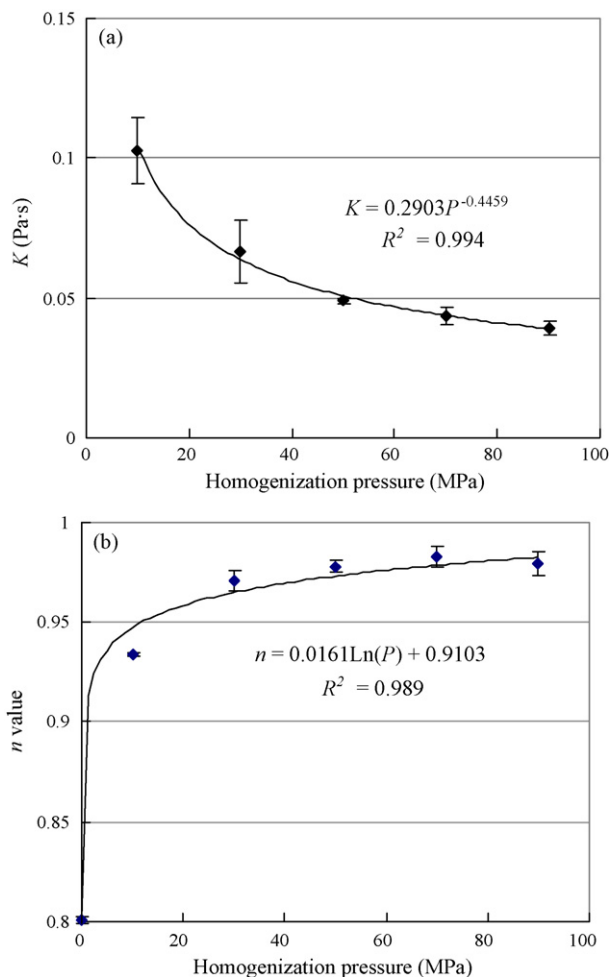 (a)
0.15
0.1
0.05
0
K (Pa·s)
K = 0.2903P^-0.4459
R² = 0.994
0 20 40 60 80 100
Homogenization pressure (MPa)
(b)
1
0.95
0.9
0.85
0.8
n value
n = 0.0161Ln(P) + 0.9103
R² = 0.989
0 20 40 60 80 100
Homogenization pressure (MPa)